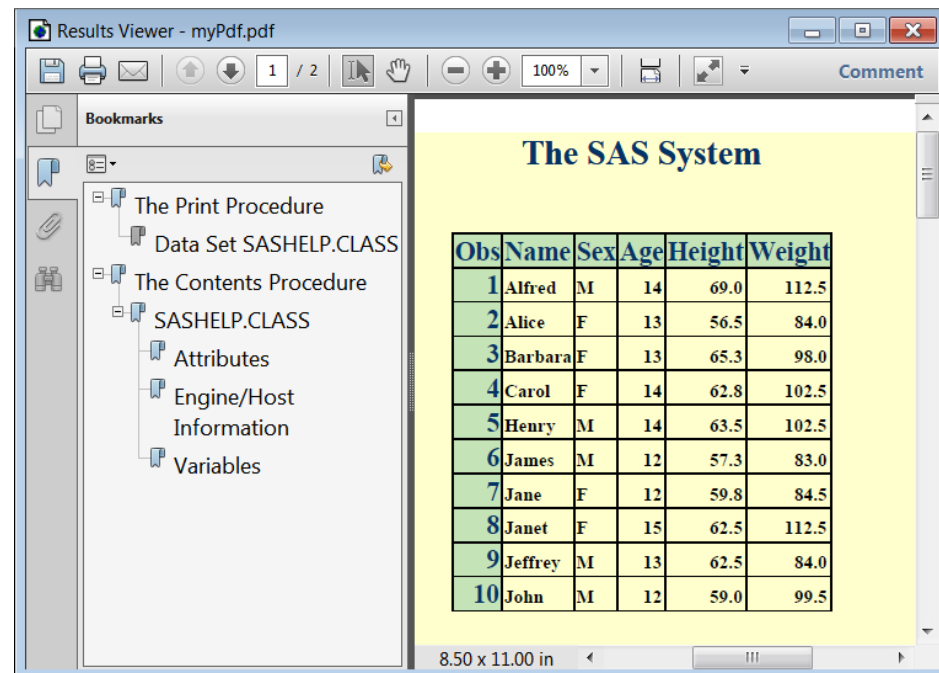 Results Viewer - myPdf.pdf
1 / 2 100% Comment
Bookmarks
The Print Procedure
Data Set SASHELP.CLASS
The Contents Procedure
SASHELP.CLASS
Attributes
Engine/Host
Information
Variables
The SAS System
Obs Name Sex Age Height Weight
1 Alfred M 14 69.0 112.5
2 Alice F 13 56.5 84.0
3 Barbara F 13 65.3 98.0
4 Carol F 14 62.8 102.5
5 Henry M 14 63.5 102.5
6 James M 12 57.3 83.0
7 Jane F 12 59.8 84.5
8 Janet F 15 62.5 112.5
9 Jeffrey M 13 62.5 84.0
10 John M 12 59.0 99.5
8.50 x 11.00 in